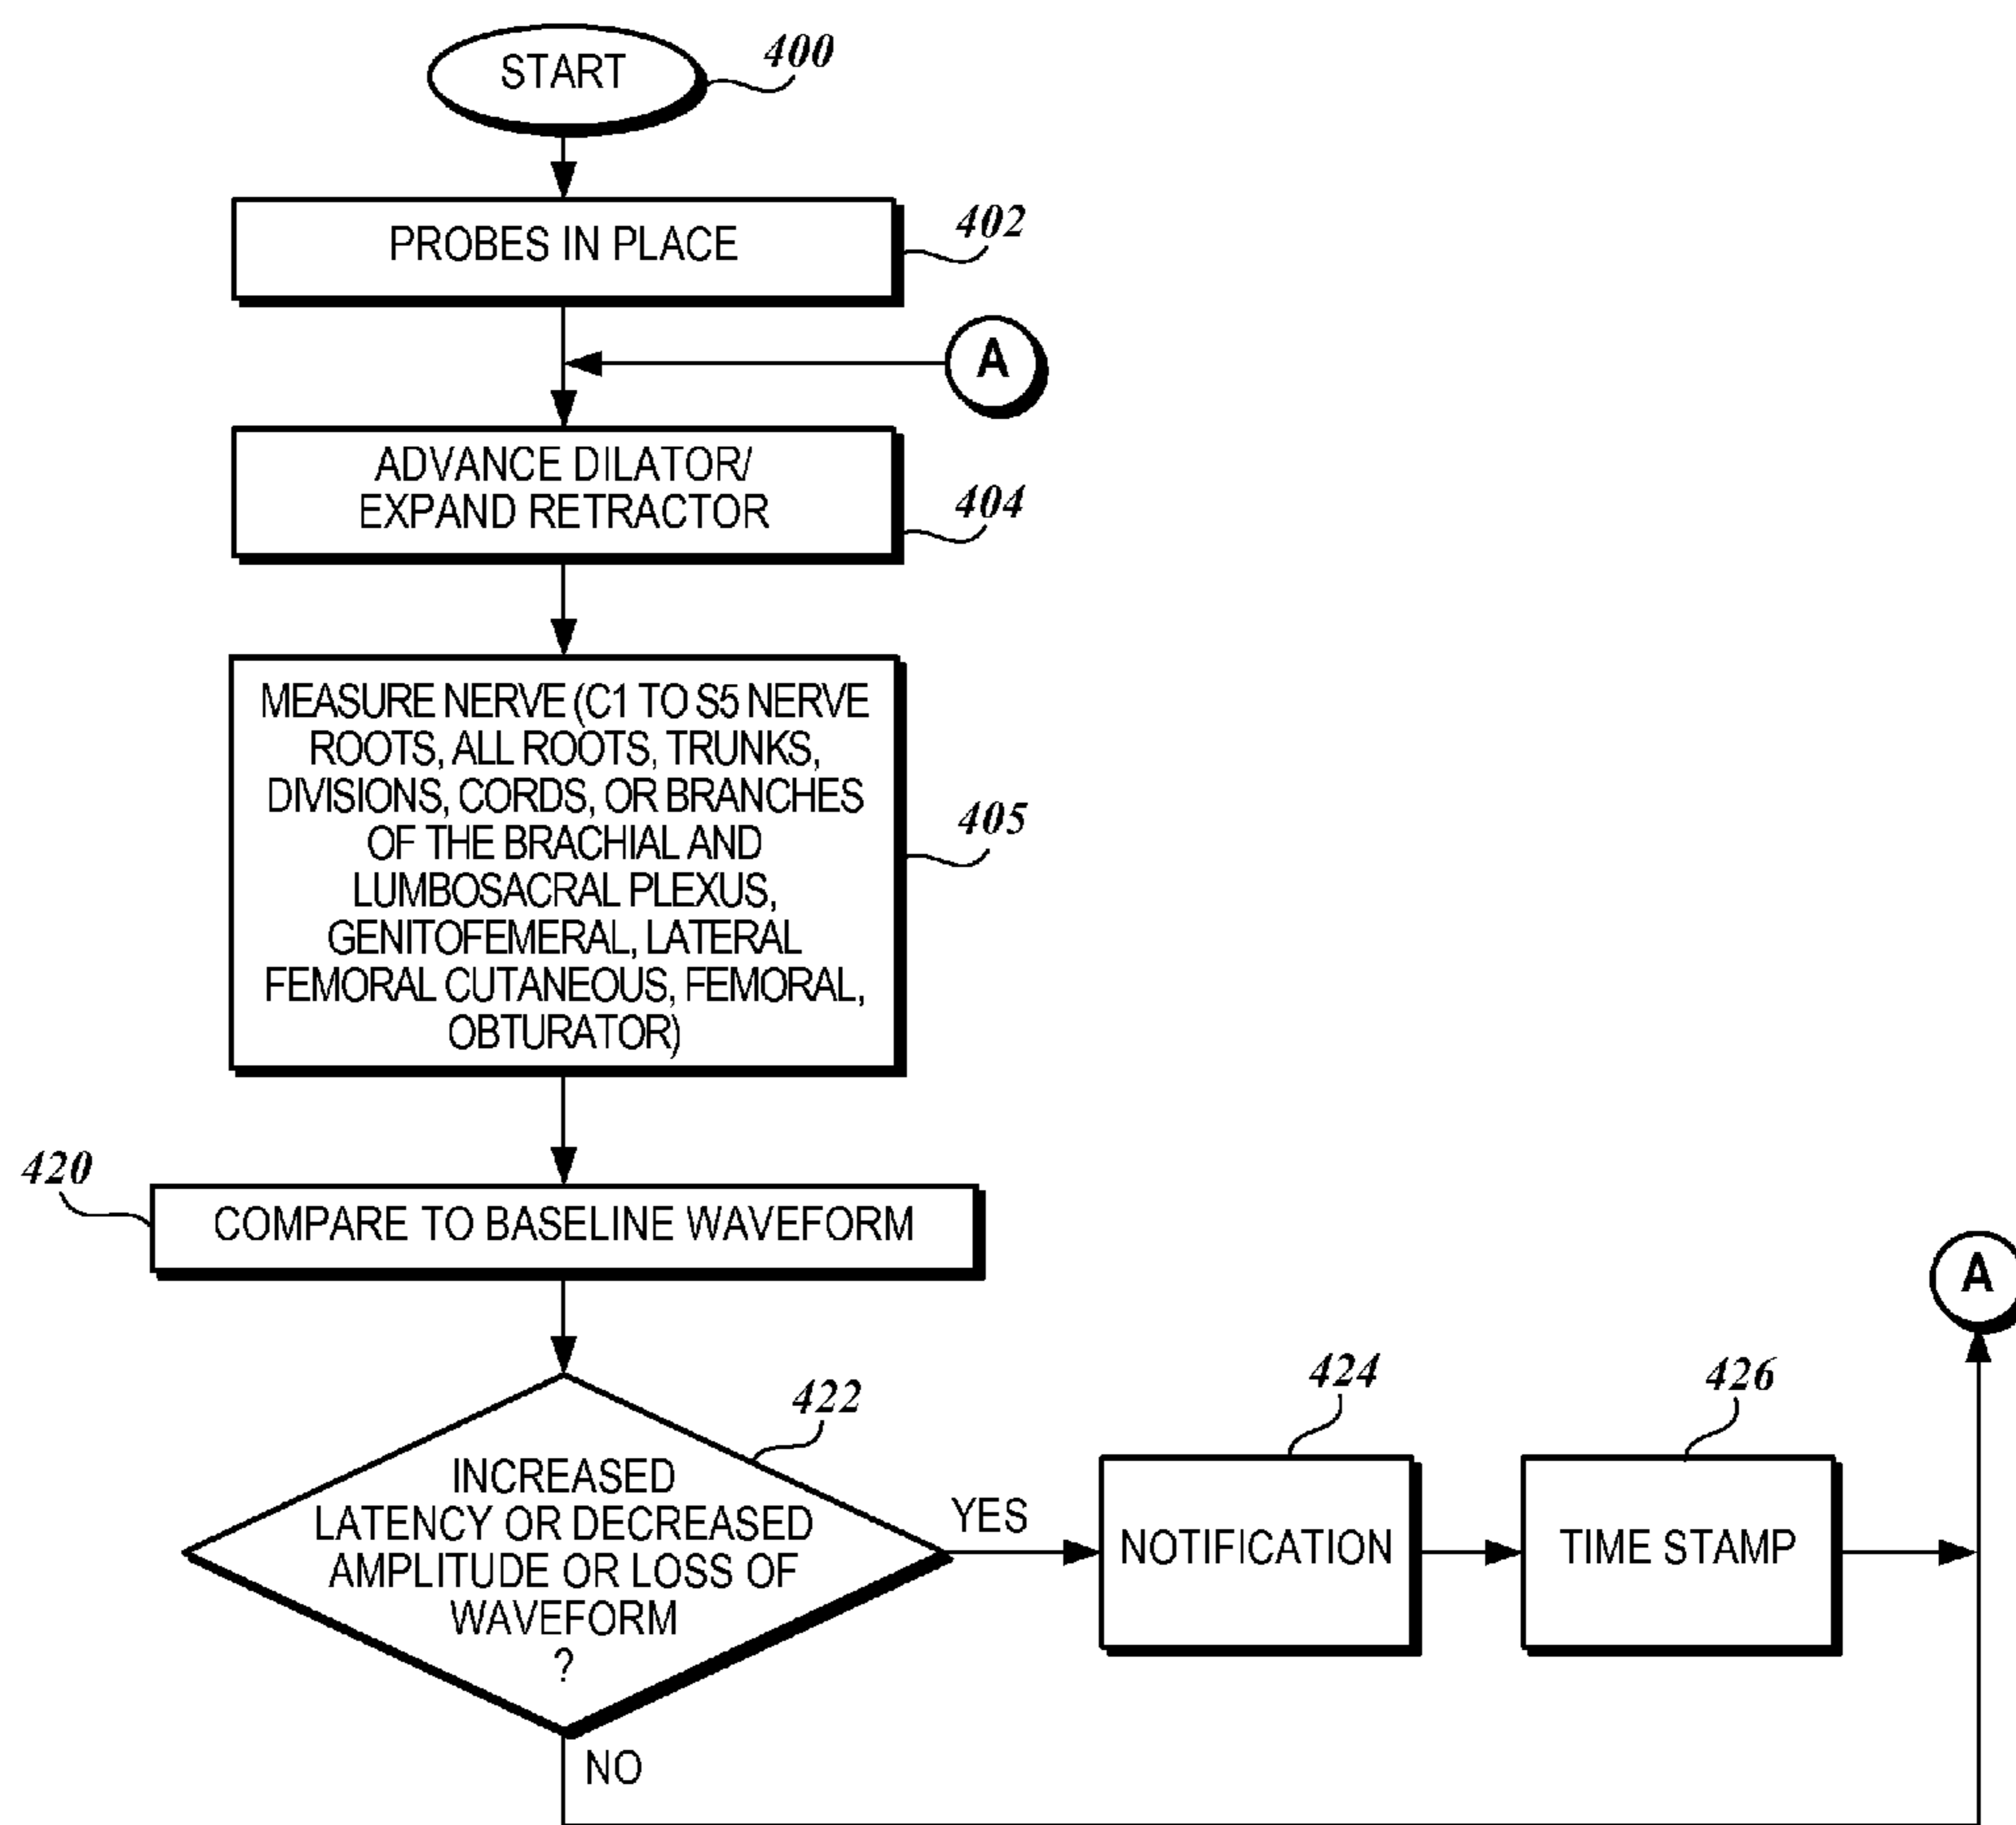 START
400
PROBES IN PLACE
402
A
ADVANCE DILATOR/
EXPAND RETRACTOR
404
MEASURE NERVE (C1 TO S5 NERVE
ROOTS, ALL ROOTS, TRUNKS,
DIVISIONS, CORDS, OR BRANCHES
OF THE BRACHIAL AND
LUMBOSACRAL PLEXUS,
GENITOFEMERAL, LATERAL
FEMORAL CUTANEOUS, FEMORAL,
OBTURATOR)
405
420
COMPARE TO BASELINE WAVEFORM
A
422
INCREASED
LATENCY OR DECREASED
AMPLITUDE OR LOSS OF
WAVEFORM
?
YES
424
NOTIFICATION
426
TIME STAMP
NO